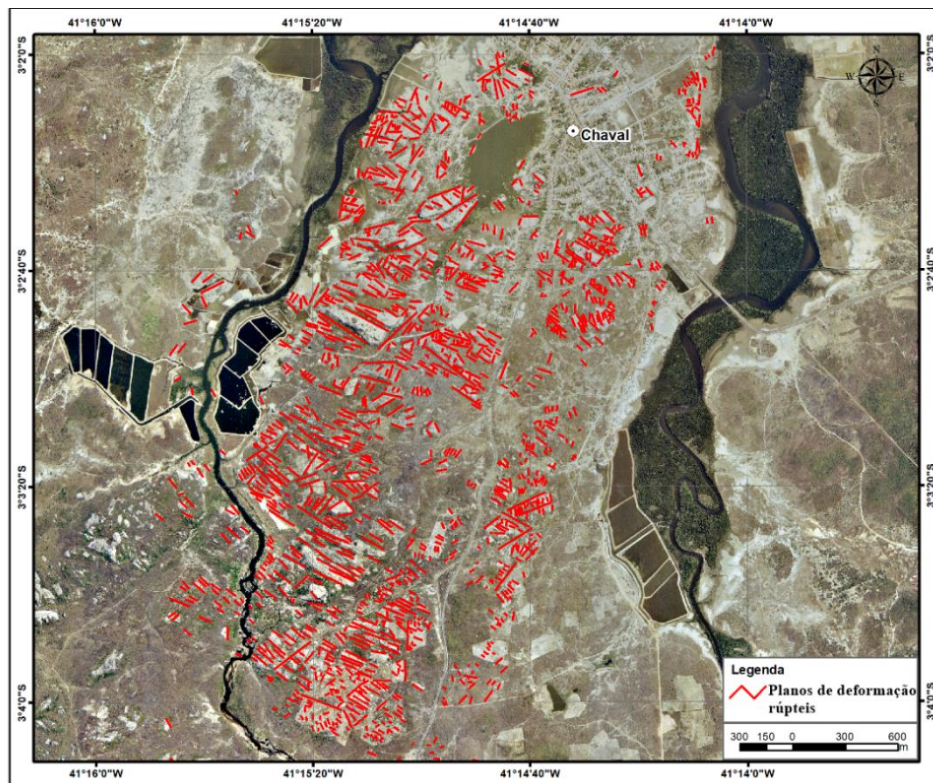 41°16'0"W 41°15'20"W 41°14'40"W 41°14'0"W
3°2'0"S 3°2'0"S
N
W E
S
Chaval
3°2'40"S 3°2'40"S
3°3'20"S 3°3'20"S
Legenda
Planos de deformação
rúpteis
3°4'0"S 3°4'0"S
300 150 0 300 600
m
41°16'0"W 41°15'20"W 41°14'40"W 41°14'0"W